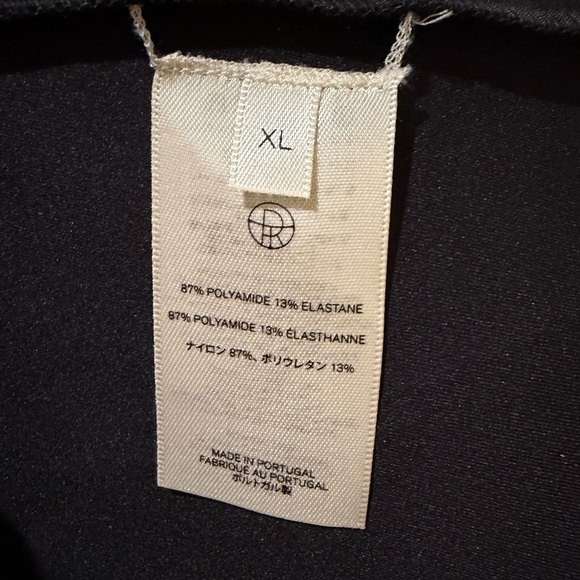 XL
87% POLYAMIDE 13% ELASTANE
87% POLYAMIDE 13% ÉLASTHANNE
ナイロン 87%、ポリウレタン 13%
MADE IN PORTUGAL
FABRIQUÉ AU PORTUGAL
ポルトガル製